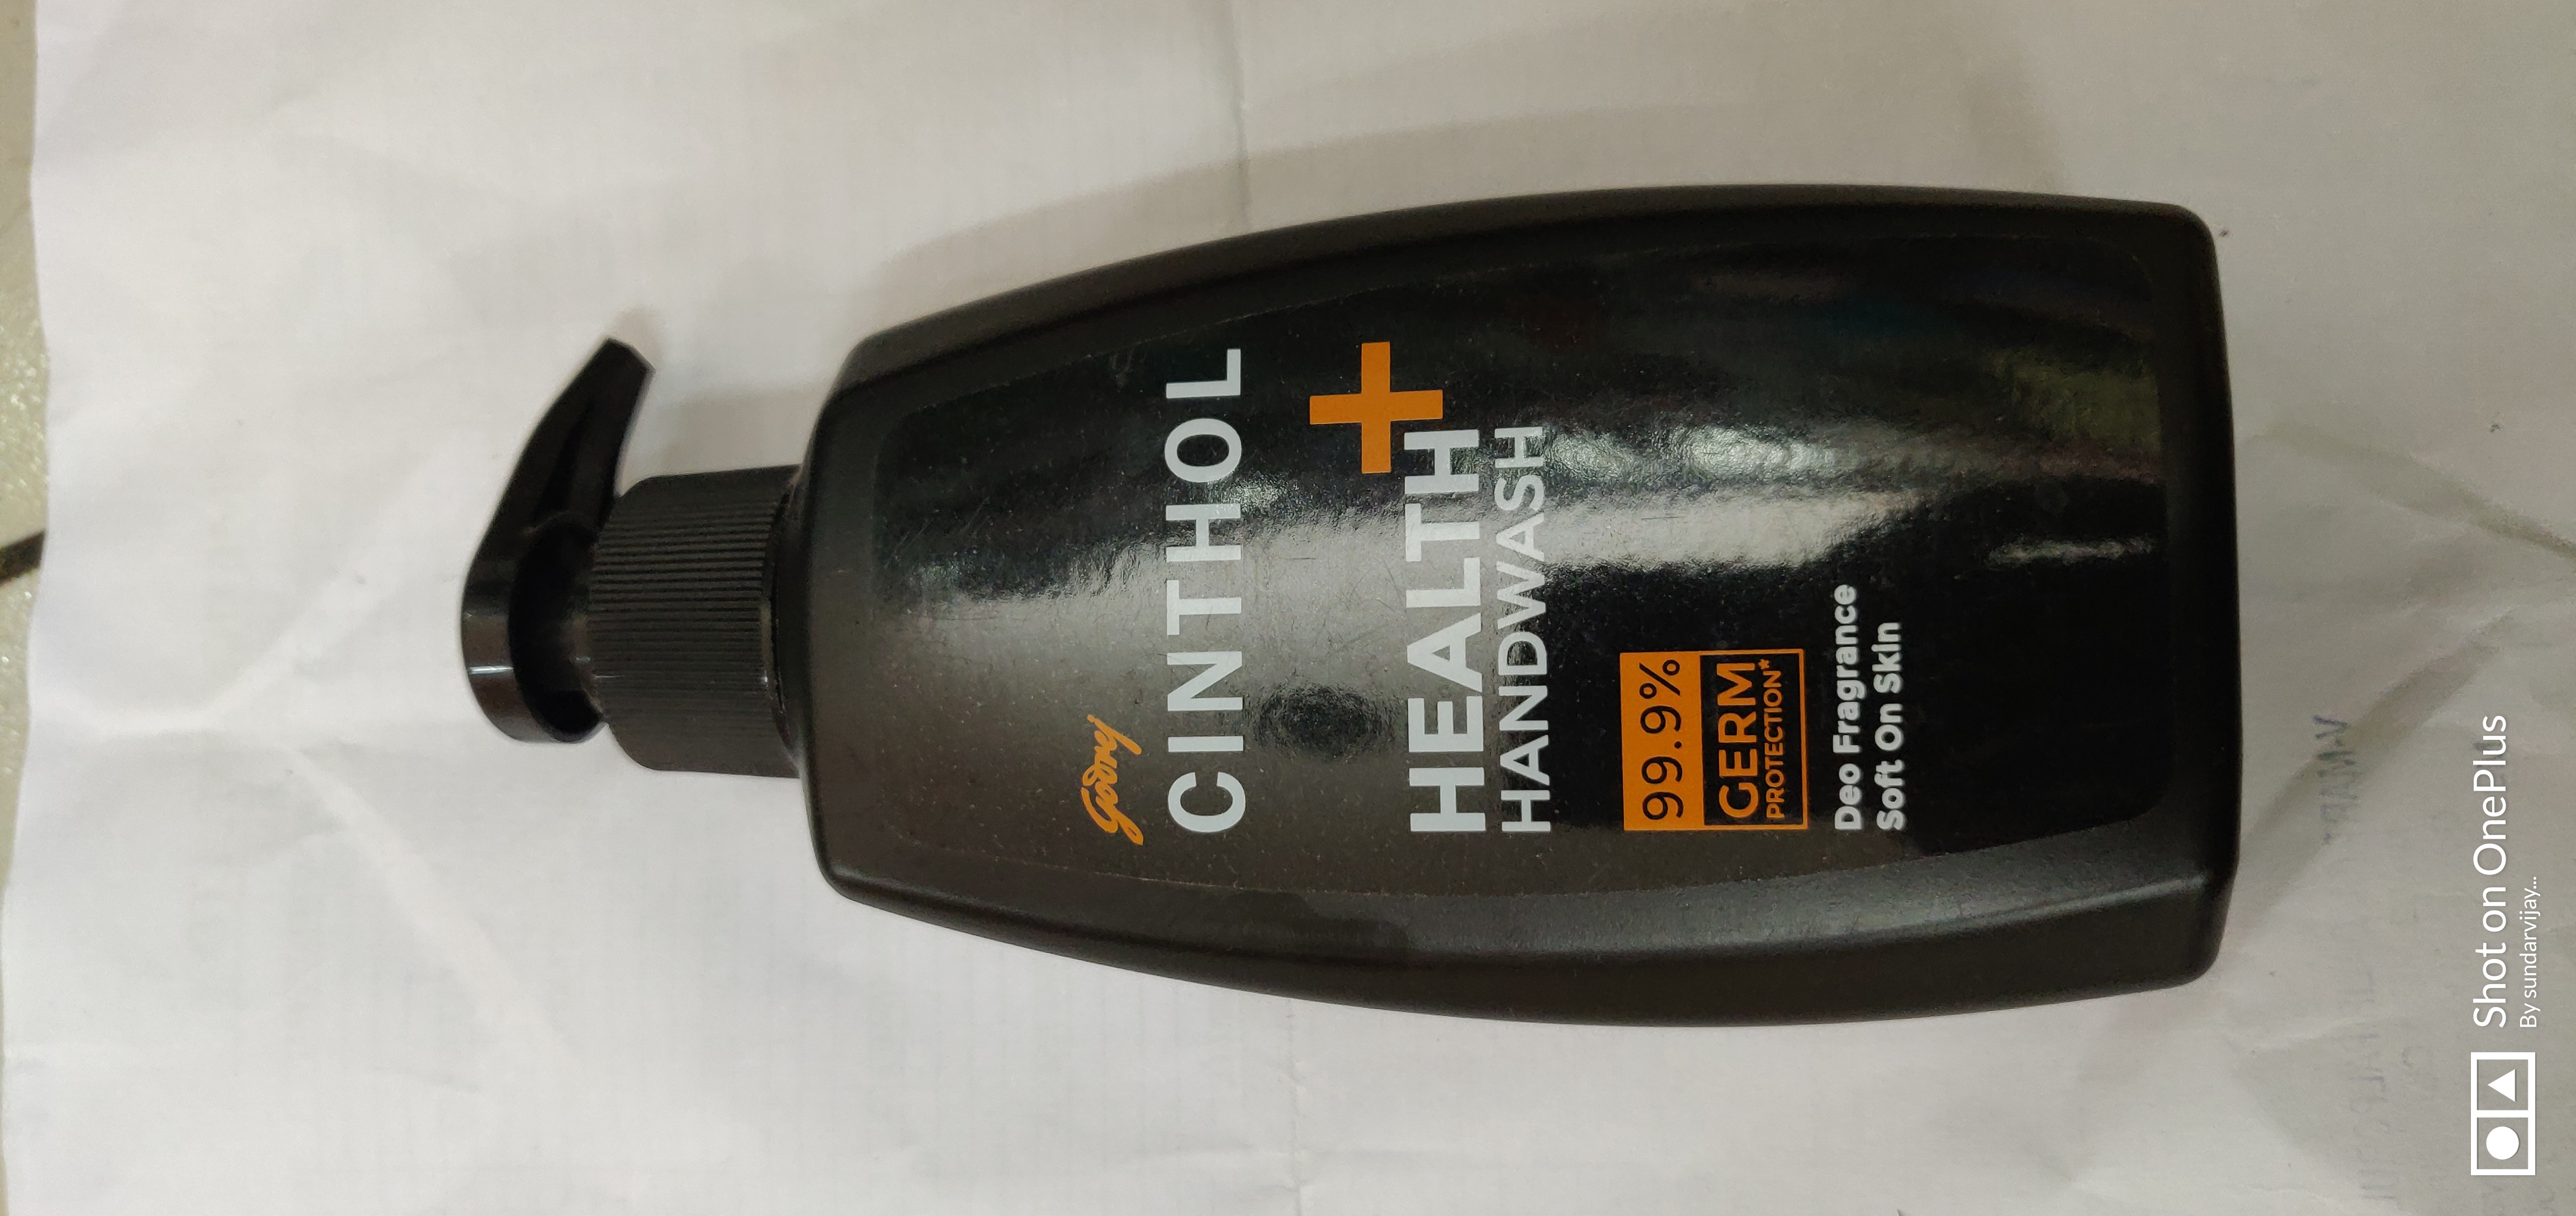 Godrej
CINTHOL
+
HEALTH
HANDWASH
99.9%
GERM
PROTECTION*
Deo Fragrance
Soft On Skin
Shot on OnePlus
By sundarvijay...